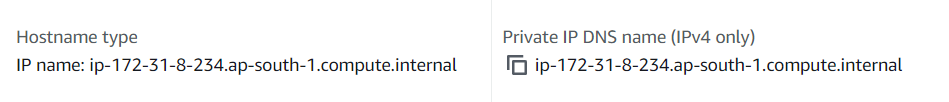 Hostname type
IP name: ip-172-31-8-234.ap-south-1.compute.internal
Private IP DNS name (IPv4 only)
ip-172-31-8-234.ap-south-1.compute.internal